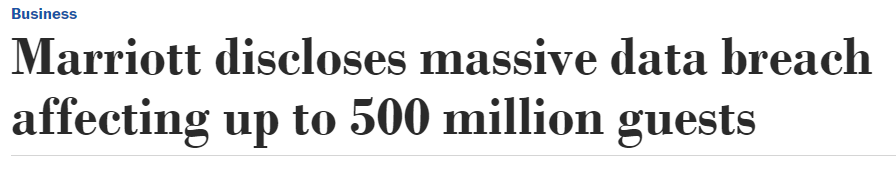 Business
Marriott discloses massive data breach
affecting up to 500 million guests